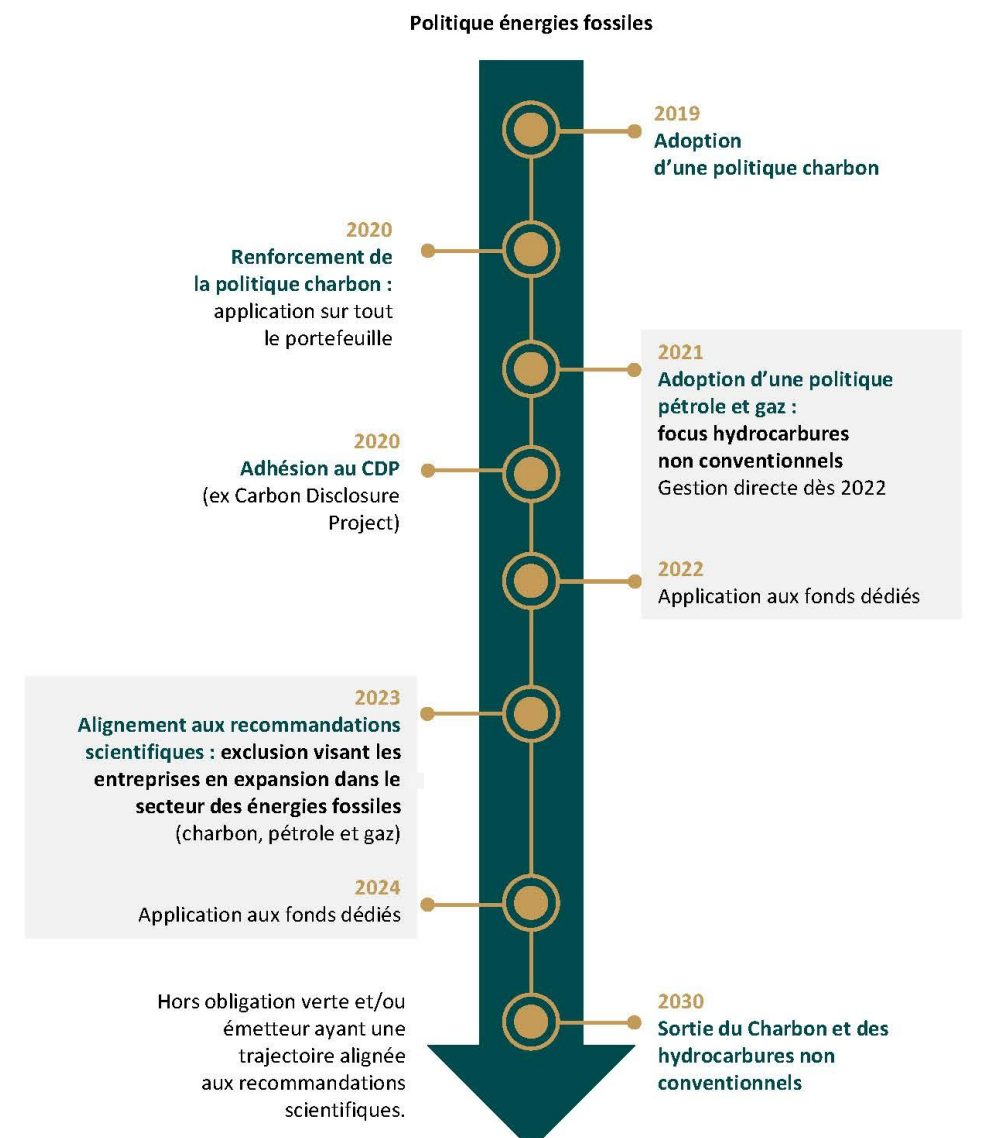 Politique énergies fossiles
2019
Adoption
d'une politique charbon
2020
Renforcement de
la politique charbon :
application sur tout
le portefeuille
2021
Adoption d'une politique
pétrole et gaz :
focus hydrocarbures
non conventionnels
Gestion directe dès 2022
2020
Adhésion au CDP
(ex Carbon Disclosure
Project)
2022
Application aux fonds dédiés
2023
Alignement aux recommandations
scientifiques : exclusion visant les
entreprises en expansion dans le
secteur des énergies fossiles
(charbon, pétrole et gaz)
2024
Application aux fonds dédiés
Hors obligation verte et/ou
émetteur ayant une
trajectoire alignée
aux recommandations
scientifiques.
2030
Sortie du Charbon et des
hydrocarbures non
conventionnels